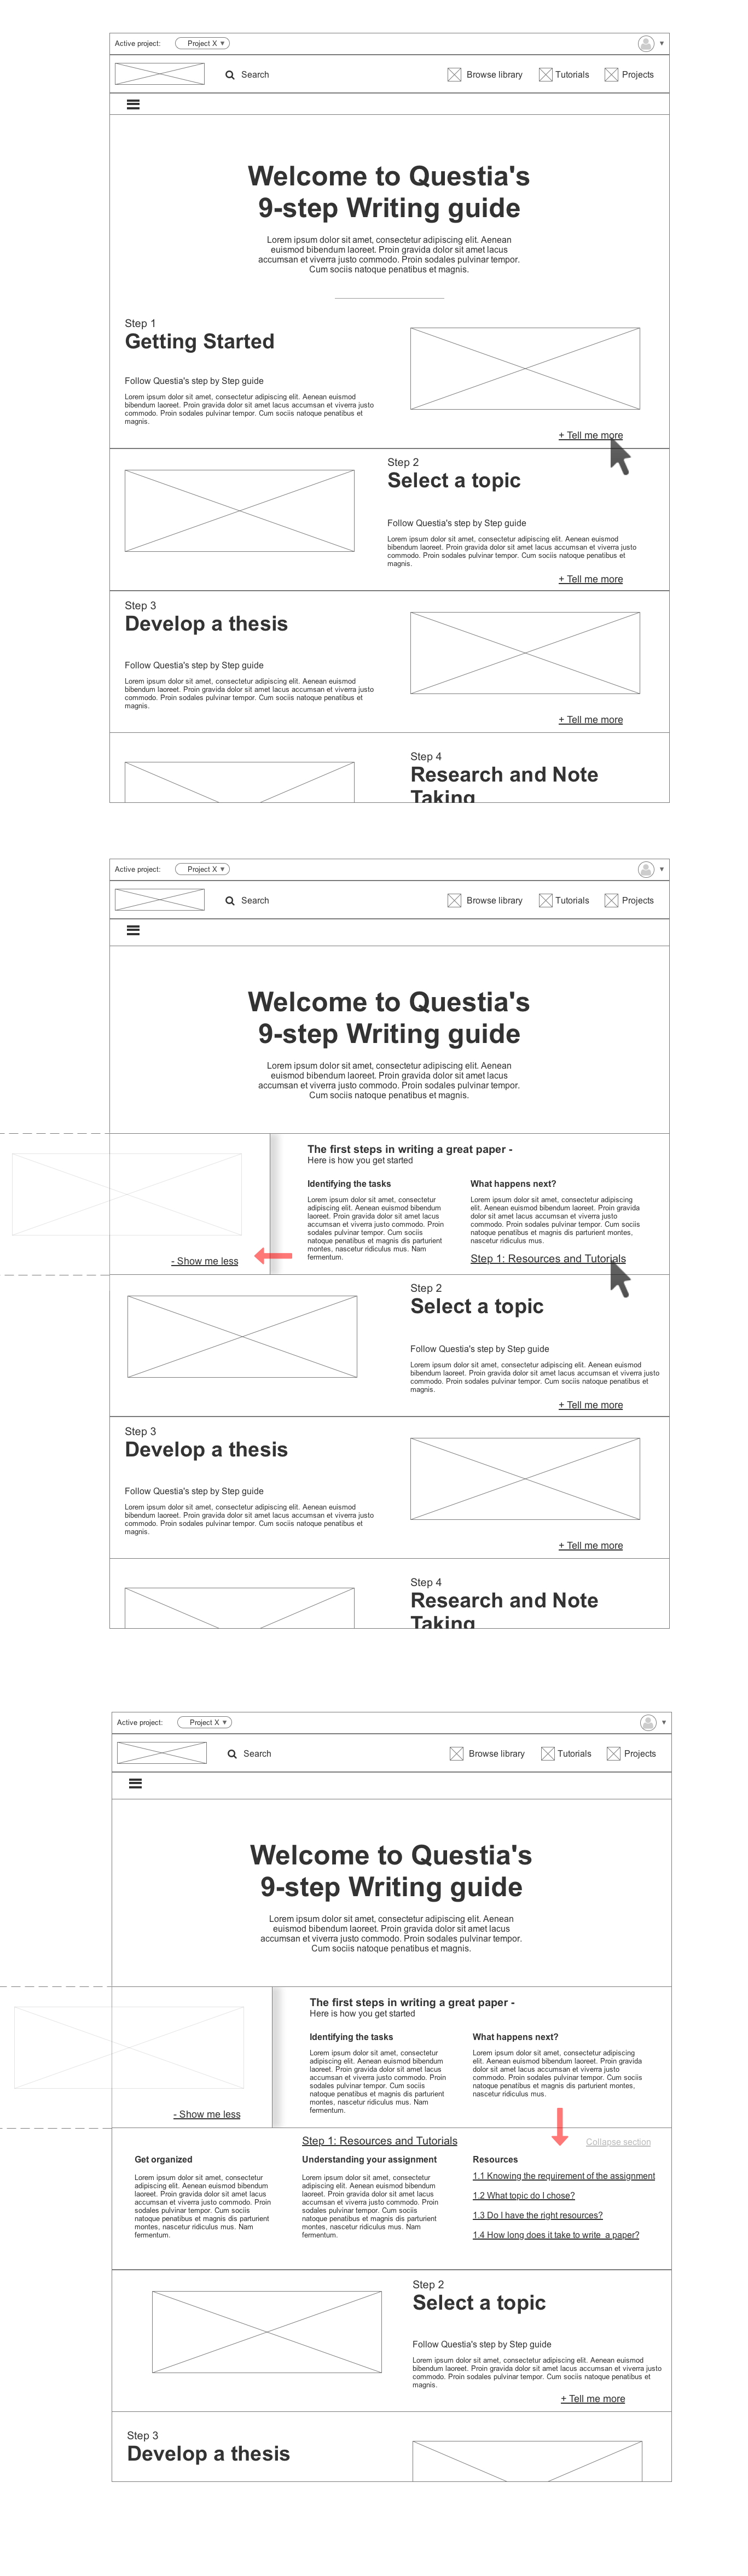 Active project: Project X
Search Browse library Tutorials Projects
Welcome to Questia's
9-step Writing guide
Lorem ipsum dolor sit amet, consectetur adipiscing elit. Aenean
euismod bibendum laoreet. Proin gravida dolor sit amet lacus
accumsan et viverra justo commodo. Proin sodales pulvinar tempor.
Cum sociis natoque penatibus et magnis.
Step 1
Getting Started
Follow Questia's step by Step guide
Lorem ipsum dolor sit amet, consectetur adipiscing elit. Aenean euismod
bibendum laoreet. Proin gravida dolor sit amet lacus accumsan et viverra justo
commodo. Proin sodales pulvinar tempor. Cum sociis natoque penatibus et
magnis.
+ Tell me more
Step 2
Select a topic
Follow Questia's step by Step guide
Lorem ipsum dolor sit amet, consectetur adipiscing elit. Aenean euismod
bibendum laoreet. Proin gravida dolor sit amet lacus accumsan et viverra justo
commodo. Proin sodales pulvinar tempor. Cum sociis natoque penatibus et
magnis.
+ Tell me more
Step 3
Develop a thesis
Follow Questia's step by Step guide
Lorem ipsum dolor sit amet, consectetur adipiscing elit. Aenean euismod
bibendum laoreet. Proin gravida dolor sit amet lacus accumsan et viverra justo
commodo. Proin sodales pulvinar tempor. Cum sociis natoque penatibus et
magnis.
+ Tell me more
Step 4
Research and Note
Taking
Active project: Project X
Search Browse library Tutorials Projects
Welcome to Questia's
9-step Writing guide
Lorem ipsum dolor sit amet, consectetur adipiscing elit. Aenean
euismod bibendum laoreet. Proin gravida dolor sit amet lacus
accumsan et viverra justo commodo. Proin sodales pulvinar tempor.
Cum sociis natoque penatibus et magnis.
- Show me less
The first steps in writing a great paper -
Here is how you get started
Identifying the tasks
Lorem ipsum dolor sit amet, consectetur
adipiscing elit. Aenean euismod bibendum
laoreet. Proin gravida dolor sit amet lacus
accumsan et viverra justo commodo. Proin
sodales pulvinar tempor. Cum sociis
natoque penatibus et magnis dis parturient
montes, nascetur ridiculus mus. Nam
fermentum.
What happens next?
Lorem ipsum dolor sit amet, consectetur adipiscing
elit. Aenean euismod bibendum laoreet. Proin gravida
dolor sit amet lacus accumsan et viverra justo
commodo. Proin sodales pulvinar tempor. Cum sociis
natoque penatibus et magnis dis parturient montes,
nascetur ridiculus mus.
Step 1: Resources and Tutorials
Step 2
Select a topic
Follow Questia's step by Step guide
Lorem ipsum dolor sit amet, consectetur adipiscing elit. Aenean euismod
bibendum laoreet. Proin gravida dolor sit amet lacus accumsan et viverra justo
commodo. Proin sodales pulvinar tempor. Cum sociis natoque penatibus et
magnis.
+ Tell me more
Step 3
Develop a thesis
Follow Questia's step by Step guide
Lorem ipsum dolor sit amet, consectetur adipiscing elit. Aenean euismod
bibendum laoreet. Proin gravida dolor sit amet lacus accumsan et viverra justo
commodo. Proin sodales pulvinar tempor. Cum sociis natoque penatibus et
magnis.
+ Tell me more
Step 4
Research and Note
Taking
Active project: Project X
Search Browse library Tutorials Projects
Welcome to Questia's
9-step Writing guide
Lorem ipsum dolor sit amet, consectetur adipiscing elit. Aenean
euismod bibendum laoreet. Proin gravida dolor sit amet lacus
accumsan et viverra justo commodo. Proin sodales pulvinar tempor.
Cum sociis natoque penatibus et magnis.
- Show me less
The first steps in writing a great paper -
Here is how you get started
Identifying the tasks
Lorem ipsum dolor sit amet, consectetur
adipiscing elit. Aenean euismod bibendum
laoreet. Proin gravida dolor sit amet lacus
accumsan et viverra justo commodo. Proin
sodales pulvinar tempor. Cum sociis
natoque penatibus et magnis dis parturient
montes, nascetur ridiculus mus. Nam
fermentum.
What happens next?
Lorem ipsum dolor sit amet, consectetur adipiscing
elit. Aenean euismod bibendum laoreet. Proin gravida
dolor sit amet lacus accumsan et viverra justo
commodo. Proin sodales pulvinar tempor. Cum sociis
natoque penatibus et magnis dis parturient montes,
nascetur ridiculus mus.
Step 1: Resources and Tutorials
Collapse section
Get organized
Lorem ipsum dolor sit amet, consectetur
adipiscing elit. Aenean euismod bibendum
laoreet. Proin gravida dolor sit amet lacus
accumsan et viverra justo commodo. Proin
sodales pulvinar tempor. Cum sociis
natoque penatibus et magnis dis parturient
montes, nascetur ridiculus mus. Nam
fermentum.
Understanding your assignment
Lorem ipsum dolor sit amet, consectetur
adipiscing elit. Aenean euismod bibendum
laoreet. Proin gravida dolor sit amet lacus
accumsan et viverra justo commodo. Proin
sodales pulvinar tempor. Cum sociis
natoque penatibus et magnis dis parturient
montes, nascetur ridiculus mus. Nam
fermentum.
Resources
1.1 Knowing the requirement of the assignment
1.2 What topic do I chose?
1.3 Do I have the right resources?
1.4 How long does it take to write a paper?
Step 2
Select a topic
Follow Questia's step by Step guide
Lorem ipsum dolor sit amet, consectetur adipiscing elit. Aenean euismod
bibendum laoreet. Proin gravida dolor sit amet lacus accumsan et viverra justo
commodo. Proin sodales pulvinar tempor. Cum sociis natoque penatibus et
magnis.
+ Tell me more
Step 3
Develop a thesis